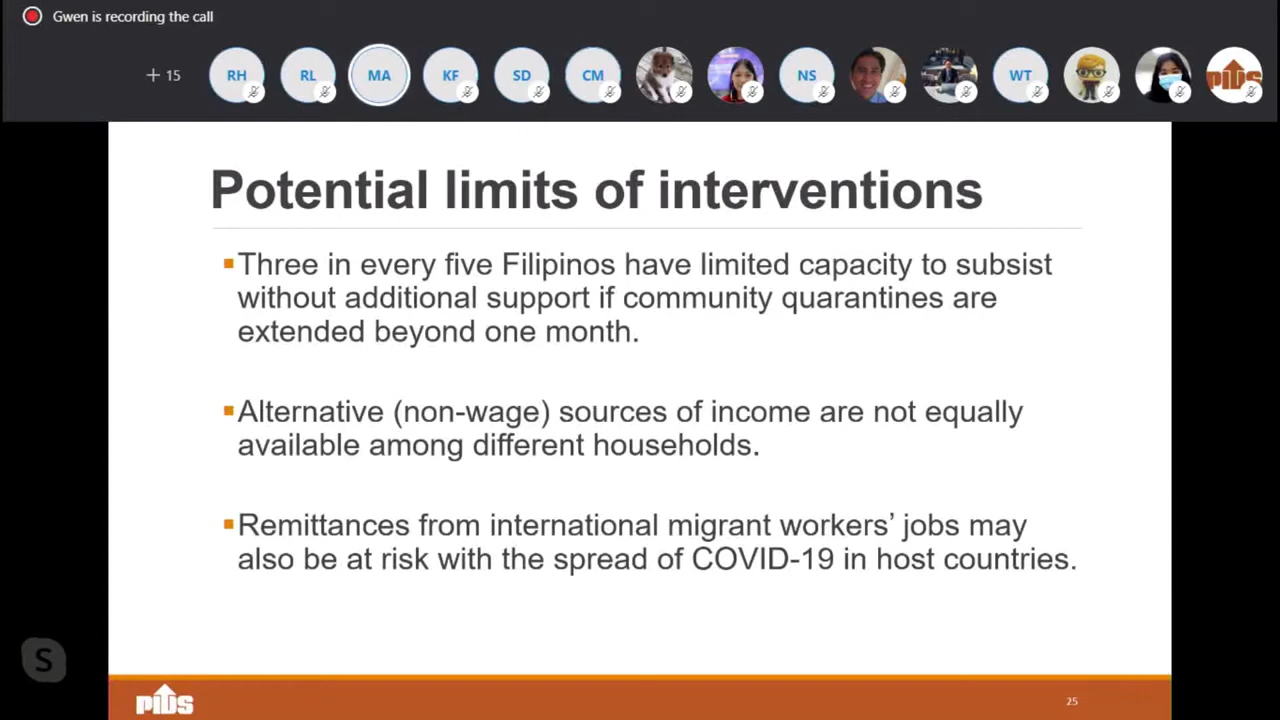 Gwen is recording the call
+ 15
RH
RL
MA
KF
SD
CM
NS
WT
PIDS
Potential limits of interventions
▪Three in every five Filipinos have limited capacity to subsist
without additional support if community quarantines are
extended beyond one month.
▪Alternative (non-wage) sources of income are not equally
available among different households.
▪Remittances from international migrant workers’ jobs may
also be at risk with the spread of COVID-19 in host countries.
S
PIDS
25